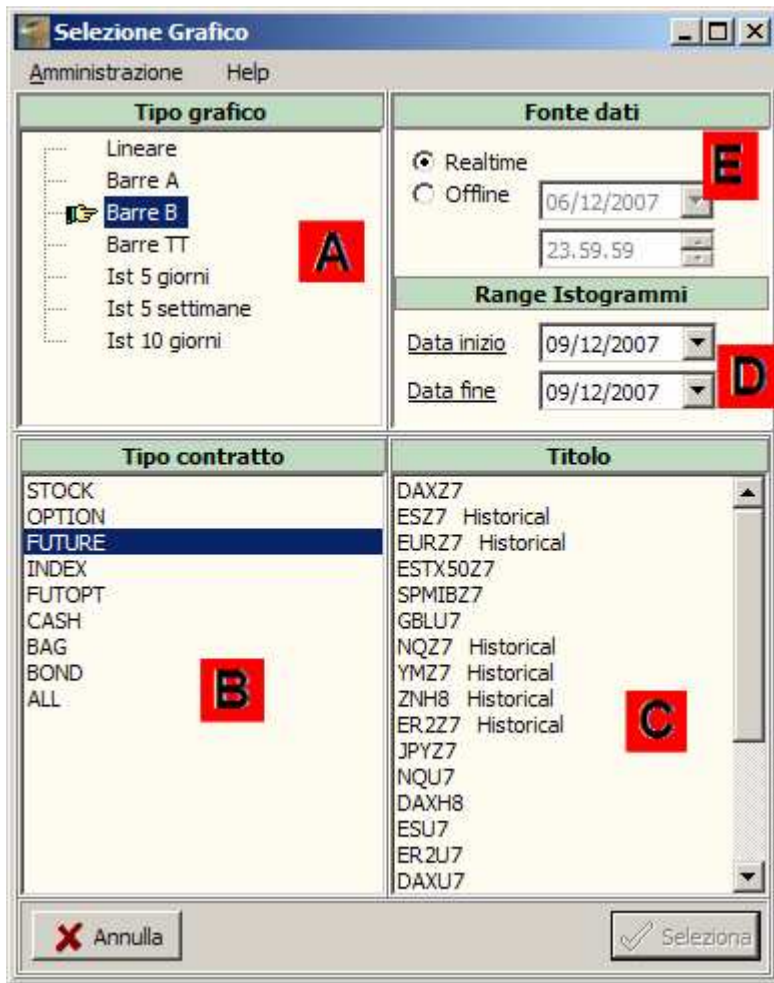 Selezione Grafico
Amministrazione Help
Tipo grafico
Lineare
Barre A
Barre B
Barre TT
Ist 5 giorni
Ist 5 settimane
Ist 10 giorni
A
Fonte dati
Realtime
Offline 06/12/2007
23.59.59
E
Range Istogrammi
Data inizio 09/12/2007
Data fine 09/12/2007
D
Tipo contratto
STOCK
OPTION
FUTURE
INDEX
FUTOPT
CASH
BAG
BOND
ALL
B
Titolo
DAXZ7
ESZ7 Historical
EURZ7 Historical
ESTX50Z7
SPMIBZ7
GBLU7
NQZ7 Historical
YMZ7 Historical
ZNH8 Historical
ER2Z7 Historical
JPYZ7
NQU7
DAXH8
ESU7
ER2U7
DAXU7
C
Annulla
Seleziona